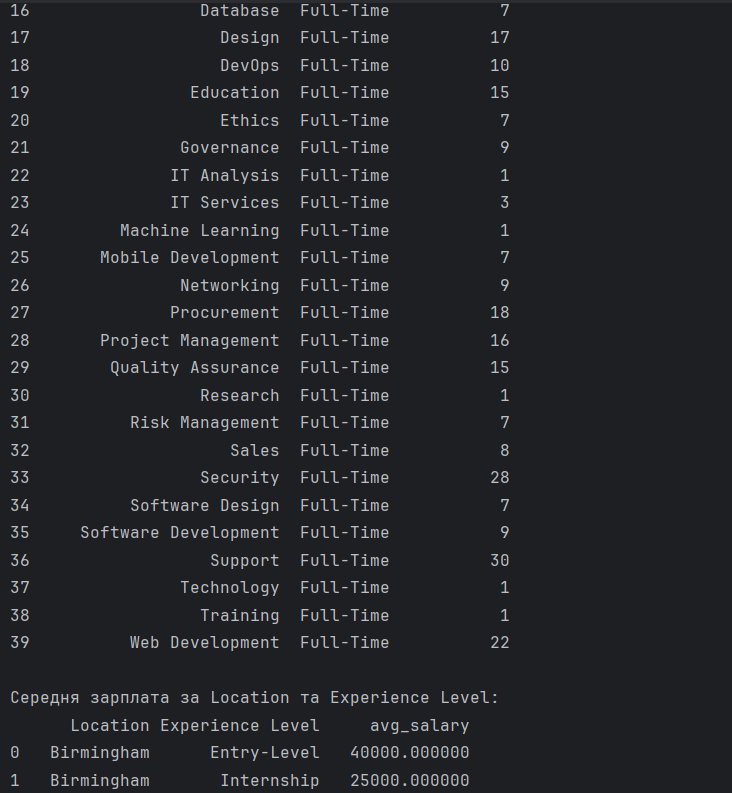 16 Database Full-Time 7
17 Design Full-Time 17
18 DevOps Full-Time 10
19 Education Full-Time 15
20 Ethics Full-Time 7
21 Governance Full-Time 9
22 IT Analysis Full-Time 1
23 IT Services Full-Time 3
24 Machine Learning Full-Time 1
25 Mobile Development Full-Time 7
26 Networking Full-Time 9
27 Procurement Full-Time 18
28 Project Management Full-Time 16
29 Quality Assurance Full-Time 15
30 Research Full-Time 1
31 Risk Management Full-Time 7
32 Sales Full-Time 8
33 Security Full-Time 28
34 Software Design Full-Time 7
35 Software Development Full-Time 9
36 Support Full-Time 30
37 Technology Full-Time 1
38 Training Full-Time 1
39 Web Development Full-Time 22
Середня зарплата за Location та Experience Level:
Location Experience Level avg_salary
0 Birmingham Entry-Level 40000.000000
1 Birmingham Internship 25000.000000